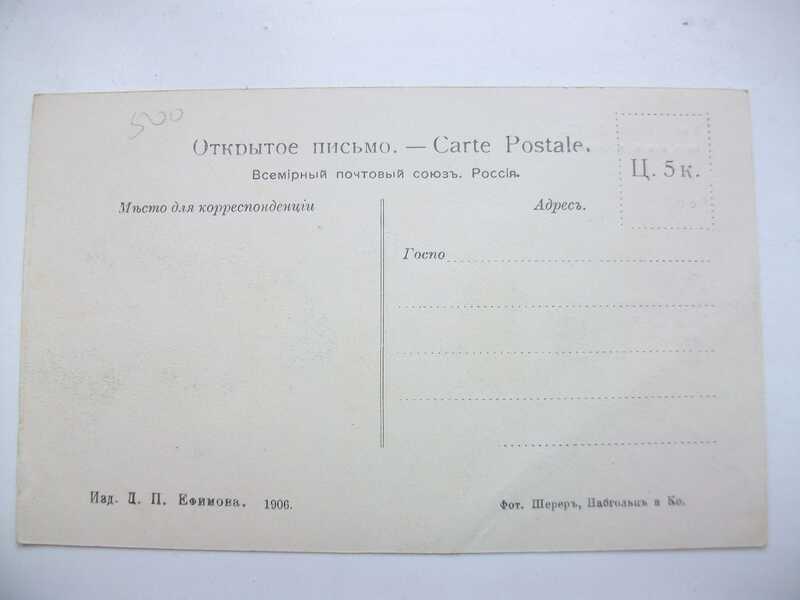 500
Открытое письмо. — Carte Postale.
Всемірный почтовый союзъ. Россія.
Ц. 5 к.
Мѣсто для корреспонденціи
Адресъ.
Госпо
Изд. Д. П. Ефимова. 1906.
Фот. Шереръ, Набгольцъ и Ко.